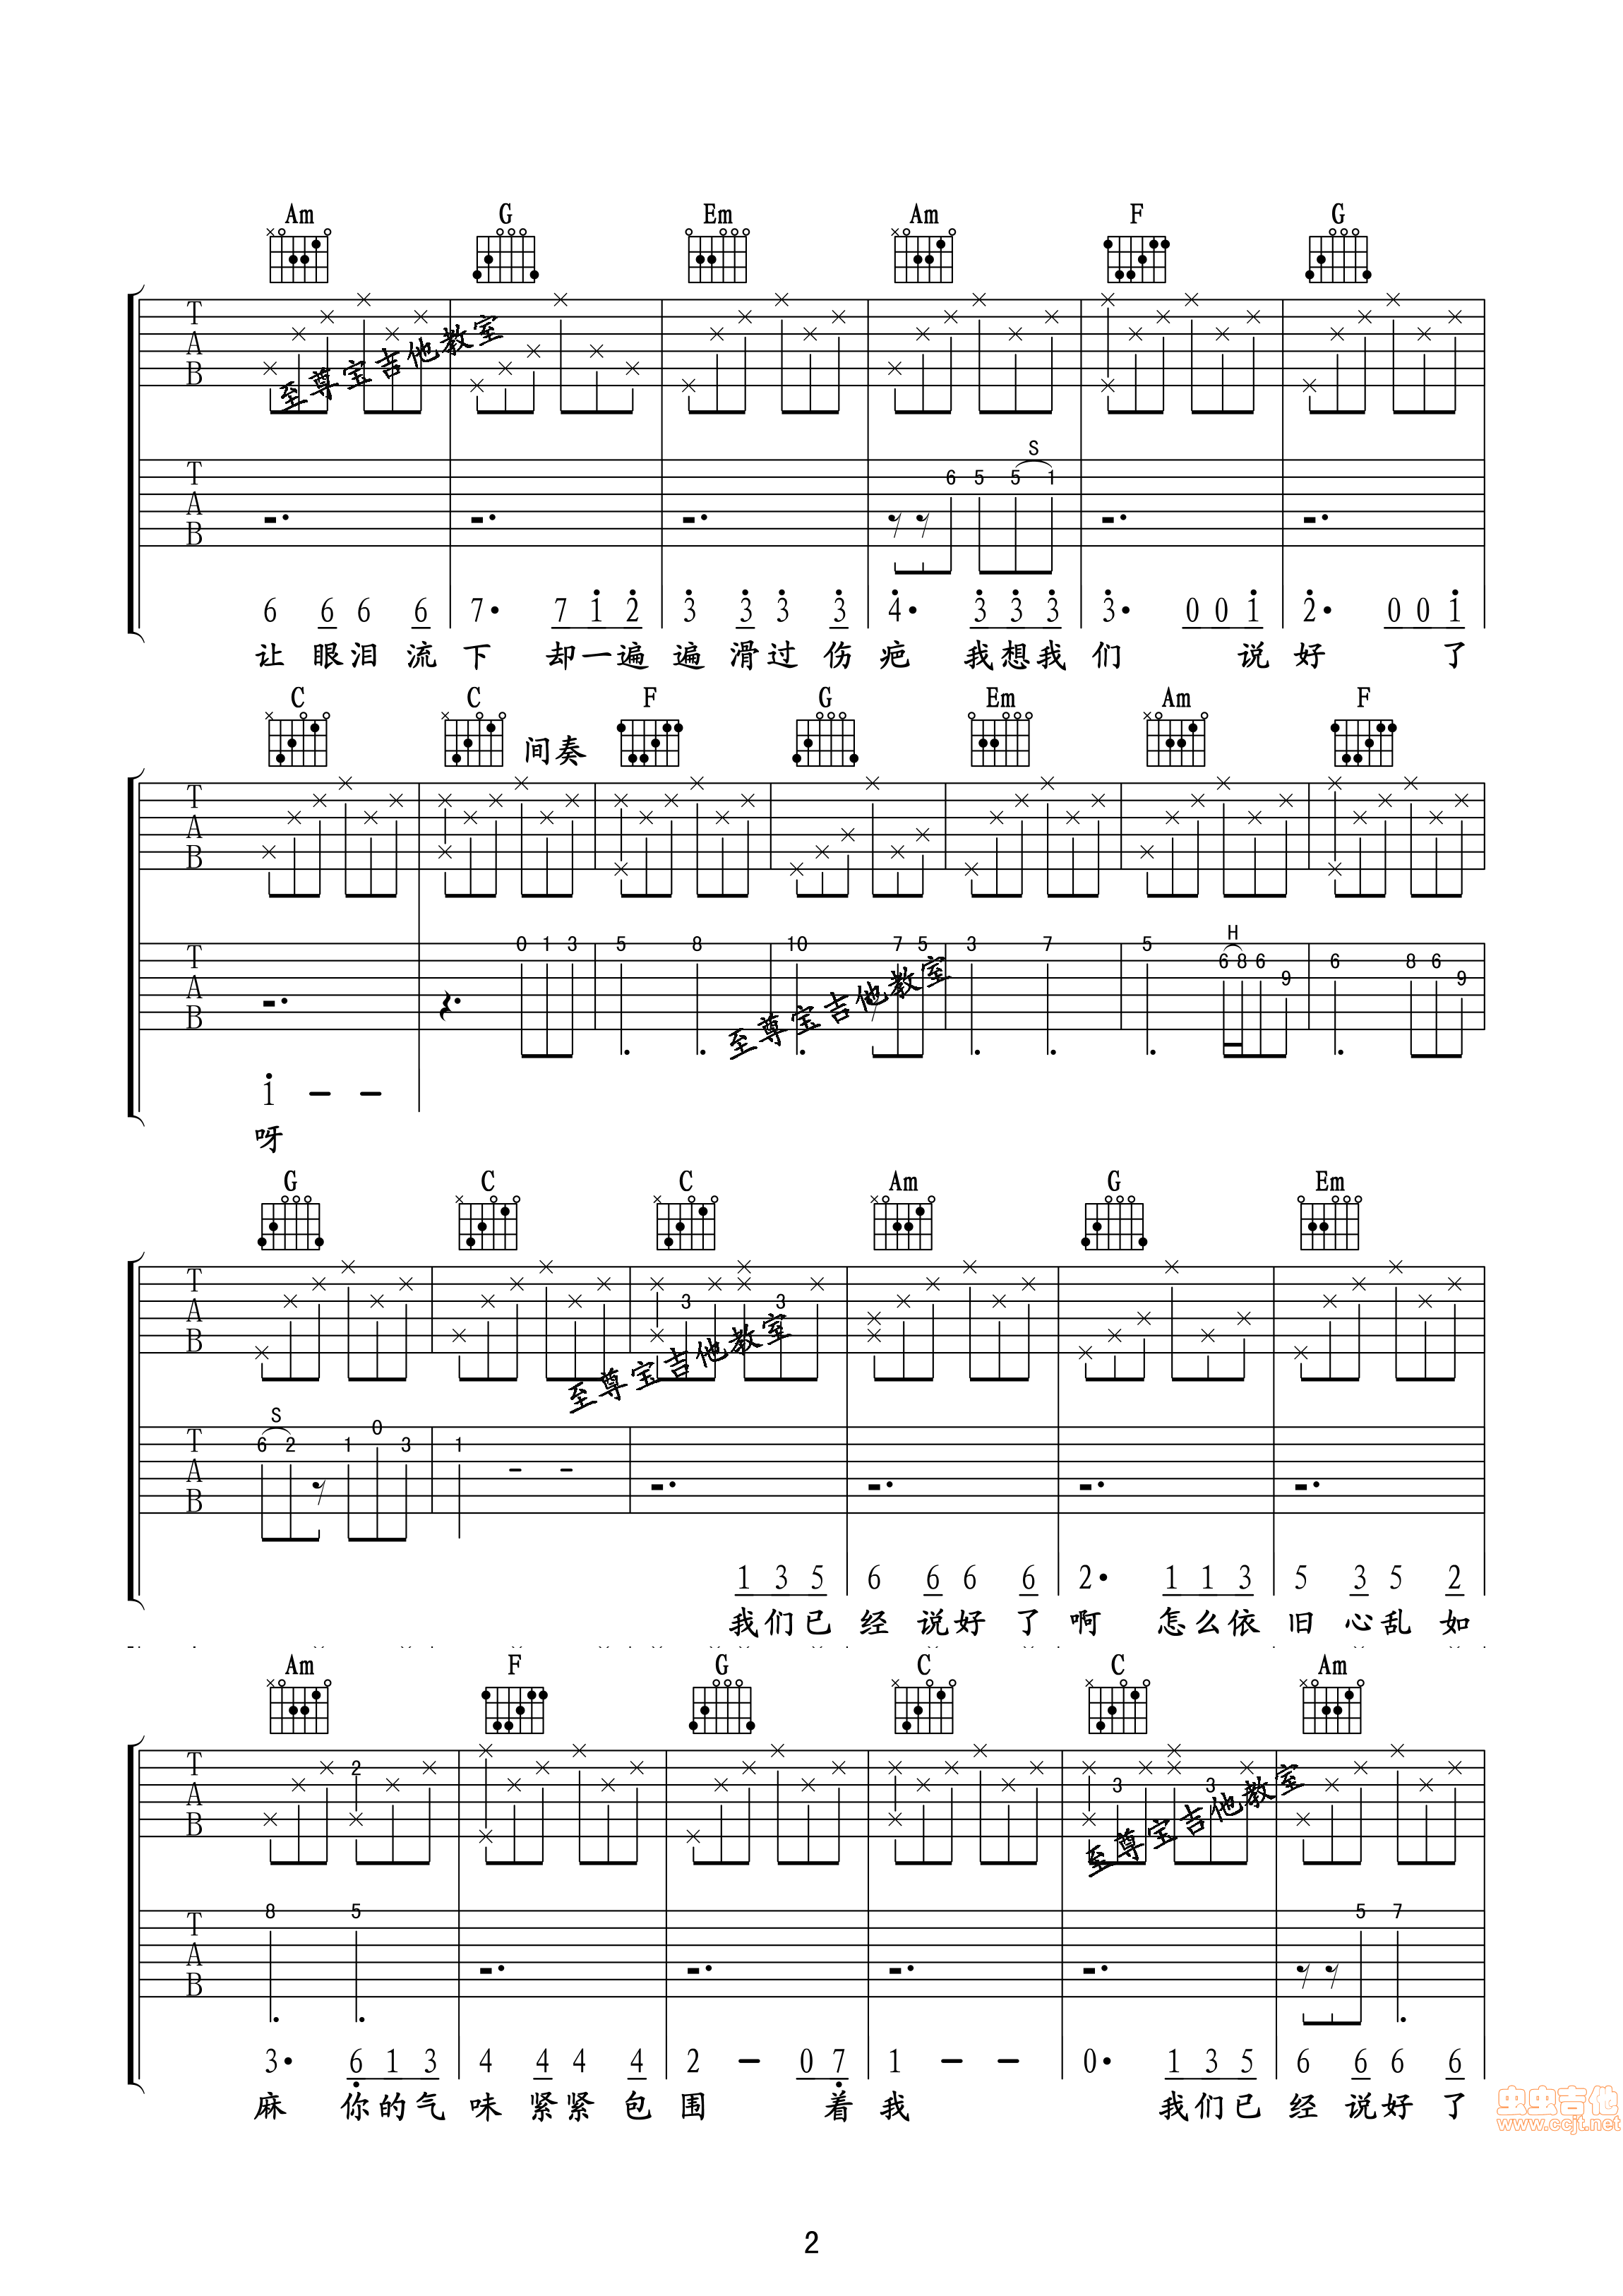 Am G Em Am F G
T A B
至尊宝吉他教室
S
T A B 6 5 5 1
6 6 6 6 7· 7 1 2 3 3 3 3 4· 3 3 3 3· 0 0 1 2· 0 0 1
让 眼 泪 流 下 却 一 遍 遍 滑 过 伤 疤 我 想 我 们 说 好 了
C C F G Em Am F
间奏
T A B
H
T A B 0 1 3 5 8 10 7 5 3 7 5 6 8 6 9 6 8 6 9
至尊宝吉他教室
1 – –
呀
G C C Am G Em
T A B 3 3
至尊宝吉他教室
S
T A B 6 2 1 0 3 1 – –
1 3 5 6 6 6 6 2· 1 1 3 5 3 5 2
我 们 已 经 说 好 了 啊 怎 么 依 旧 心 乱 如
Am F G C C Am
T A B 2 3 3
至尊宝吉他教室
T A B 8 5 5 7
3· 6 1 3 4 4 4 4 2 – 0 7 1 – – 0· 1 3 5 6 6 6 6
麻 你 的 气 味 紧 紧 包 围 着 我 我 们 已 经 说 好 了
虫虫吉他
www.ccjt.net
2